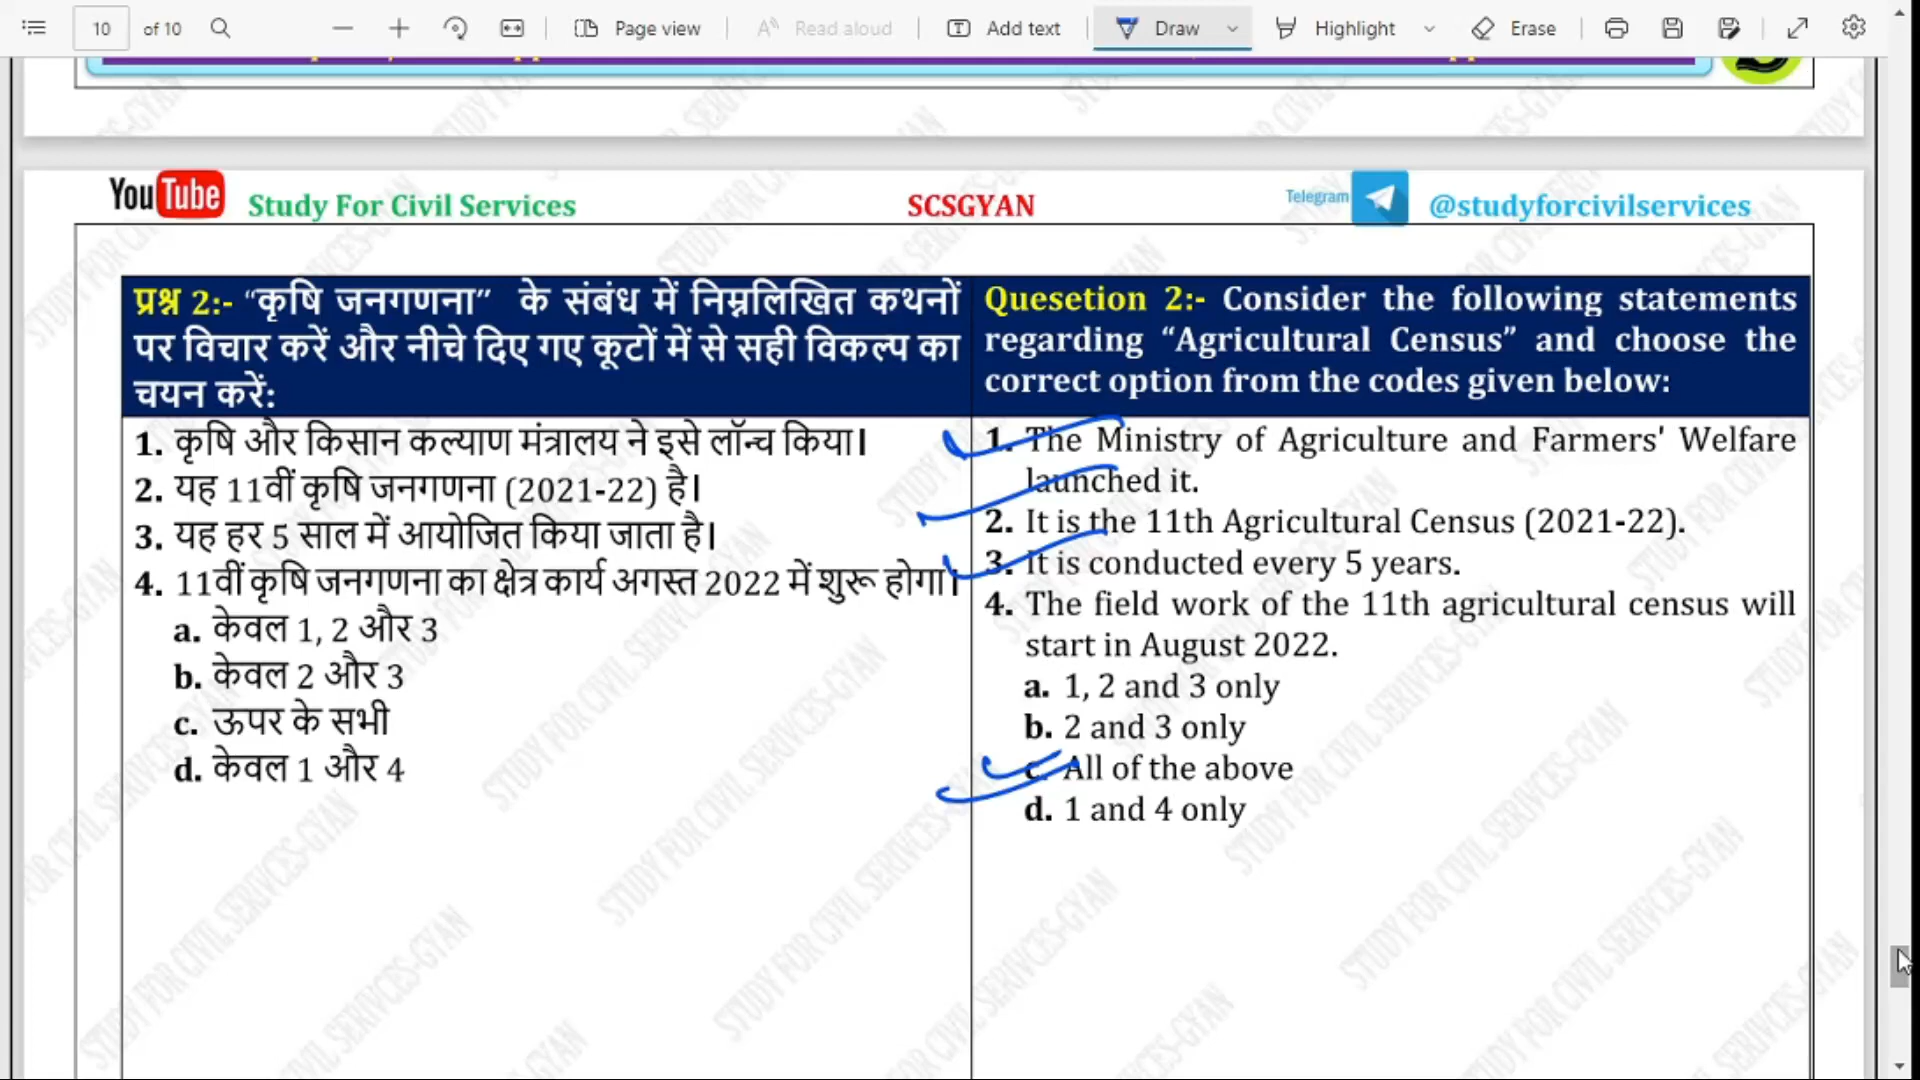 10 of 10 Page view Read aloud Add text Draw Highlight Erase
YouTube Study For Civil Services SCSGYAN Telegram @studyforcivilservices
प्रश्न 2:- “कृषि जनगणना” के संबंध में निम्नलिखित कथनों
पर विचार करें और नीचे दिए गए कूटों में से सही विकल्प का
चयन करें:
1. कृषि और किसान कल्याण मंत्रालय ने इसे लॉन्च किया।
2. यह 11वीं कृषि जनगणना (2021-22) है।
3. यह हर 5 साल में आयोजित किया जाता है।
4. 11वीं कृषि जनगणना का क्षेत्र कार्य अगस्त 2022 में शुरू होगा।
a. केवल 1, 2 और 3
b. केवल 2 और 3
c. ऊपर के सभी
d. केवल 1 और 4
Quesetion 2:- Consider the following statements
regarding “Agricultural Census” and choose the
correct option from the codes given below:
1. The Ministry of Agriculture and Farmers' Welfare
launched it.
2. It is the 11th Agricultural Census (2021-22).
3. It is conducted every 5 years.
4. The field work of the 11th agricultural census will
start in August 2022.
a. 1, 2 and 3 only
b. 2 and 3 only
c. All of the above
d. 1 and 4 only
STUDY FOR CIVIL SERIVCES-GYAN